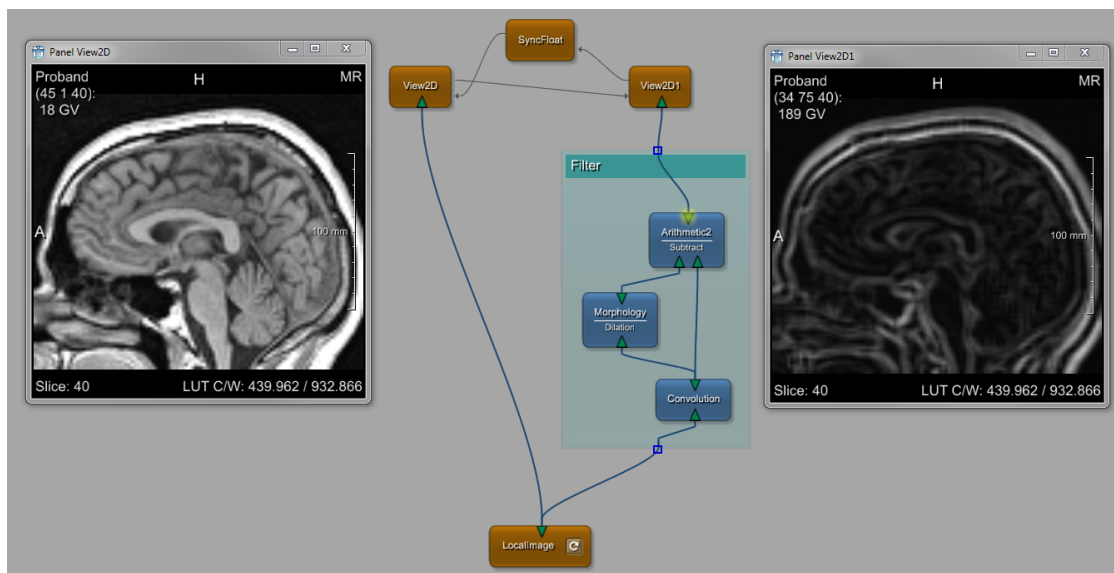 Panel View2D
Proband
(45 1 40):
18 GV
H
MR
A
100 mm
Slice: 40
LUT C/W: 439.962 / 932.866
SyncFloat
View2D
View2D1
Filter
Arithmetic2
Subtract
Morphology
Dilation
Convolution
LocalImage
Panel View2D1
Proband
(34 75 40):
189 GV
H
MR
A
100 mm
Slice: 40
LUT C/W: 439.962 / 932.866